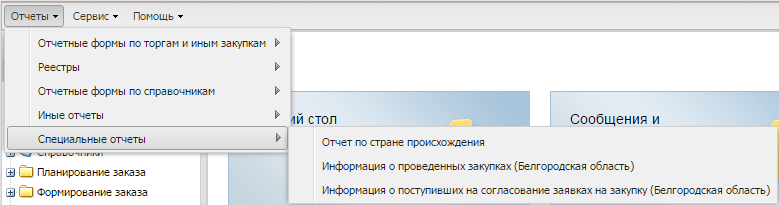 Отчеты Сервис Помощь
Отчетные формы по торгам и иным закупкам
Реестры
Отчетные формы по справочникам
Иные отчеты
Специальные отчеты
стол
Сообщения и
Отчет по стране происхождения
Информация о проведенных закупках (Белгородская область)
Информация о поступивших на согласование заявках на закупку (Белгородская область)
Справочники
Планирование заказа
Формирование заказа